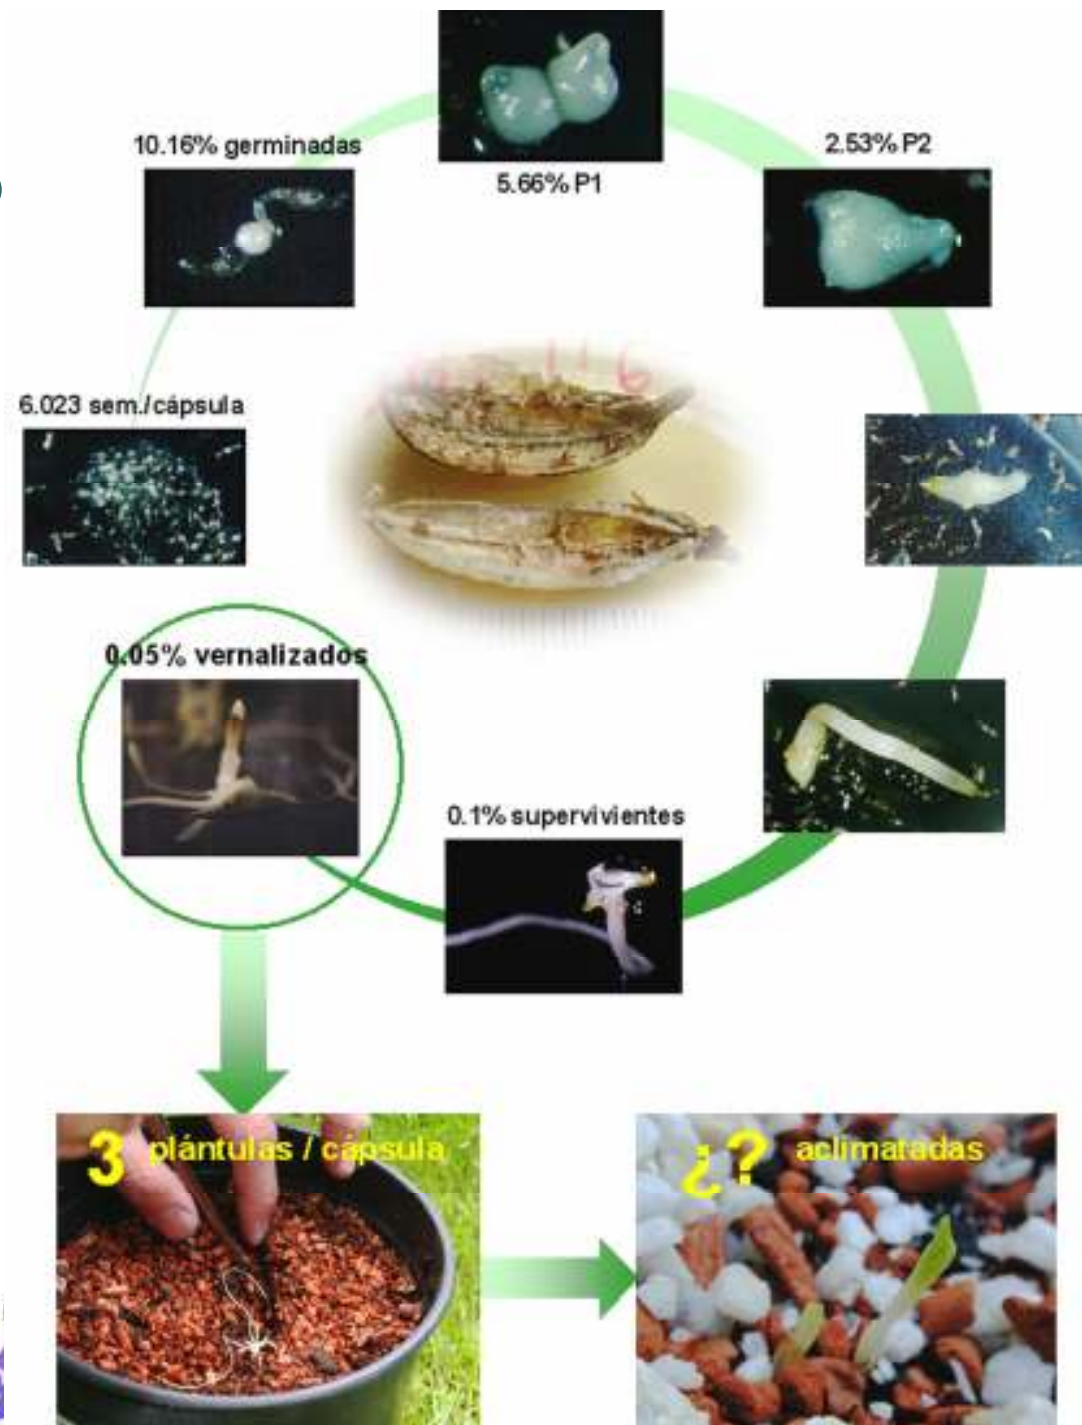 5.66% P1
10.16% germinadas
2.53% P2
6.023 sem./cápsula
0.05% vernalizados
0.1% supervivientes
3 plántulas / cápsula
¿? aclimatadas